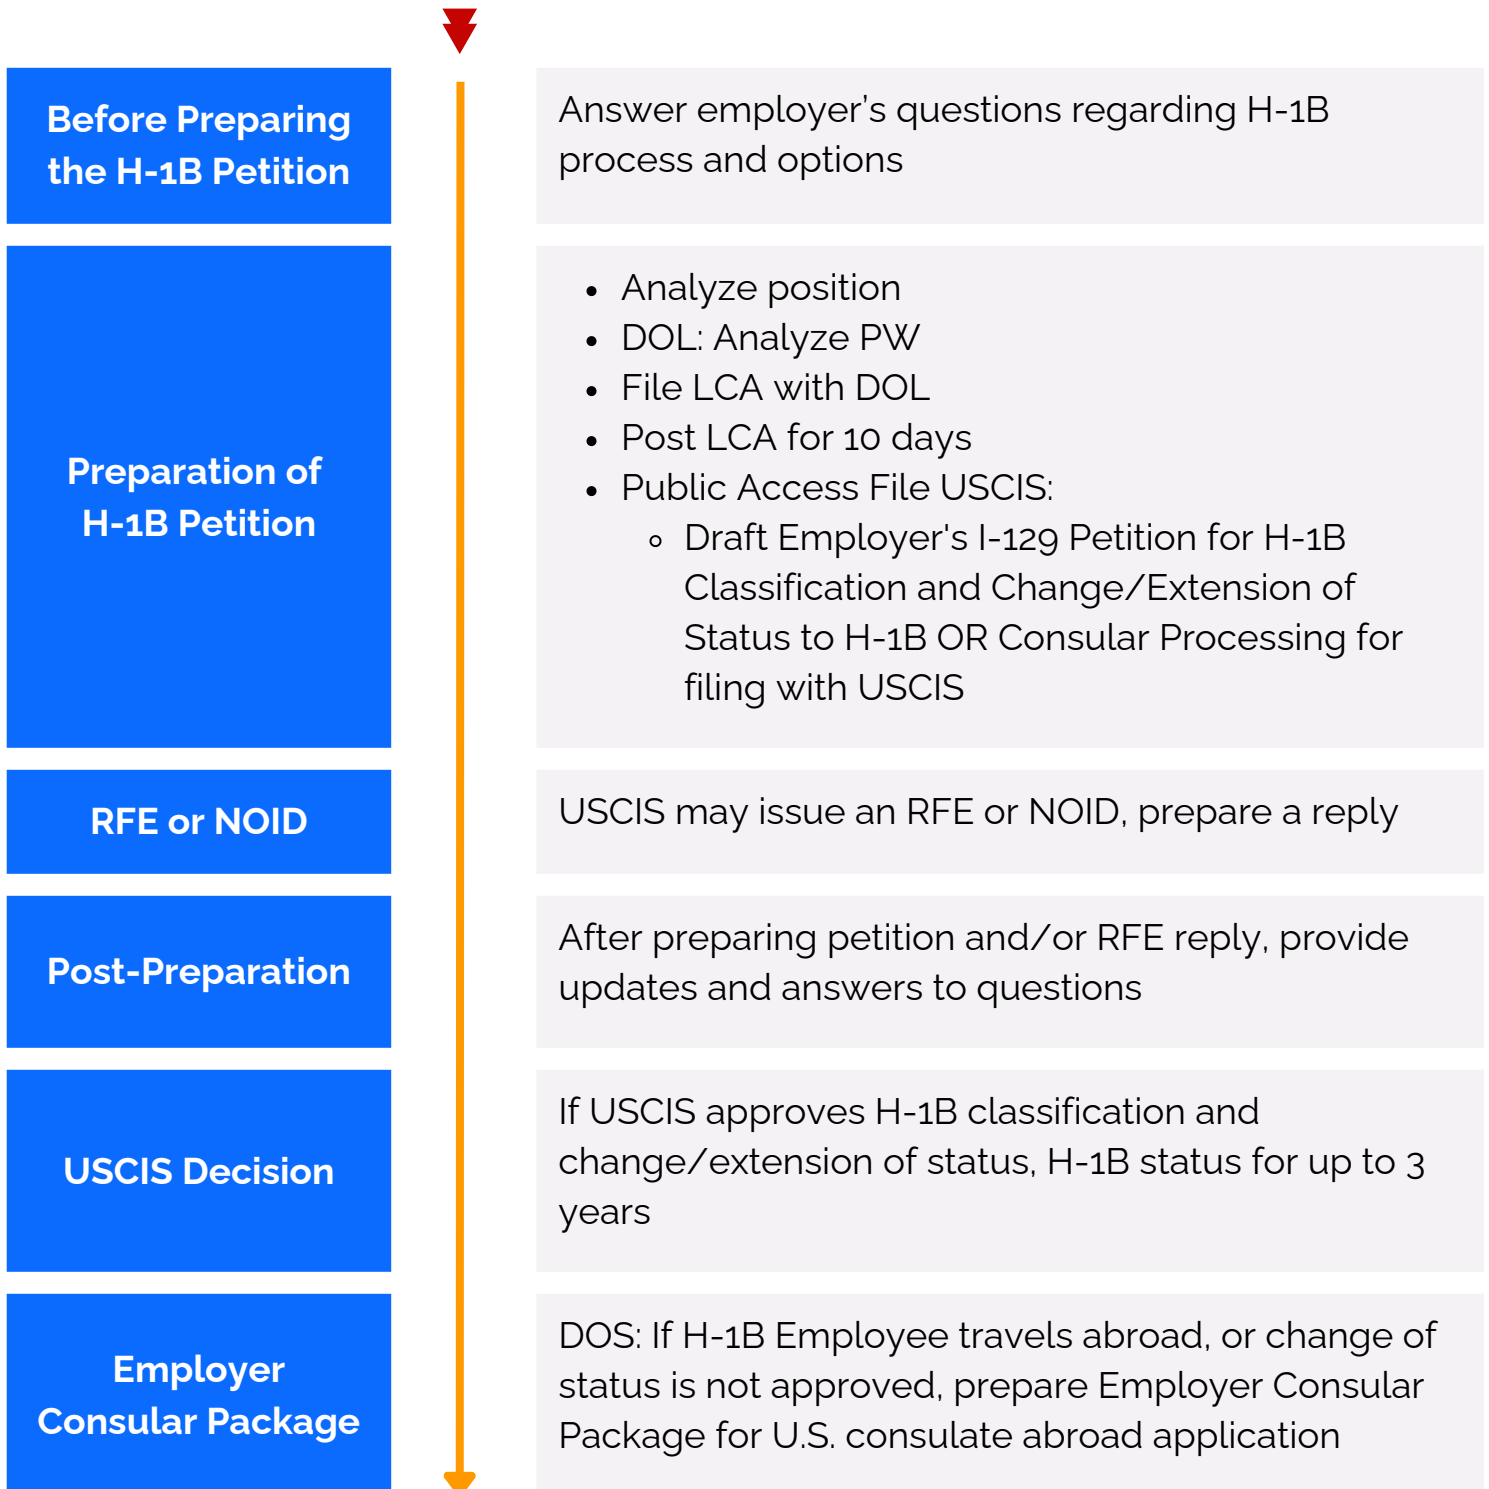 Before Preparing
the H-1B Petition
Answer employer’s questions regarding H-1B
process and options
Preparation of
H-1B Petition
• Analyze position
• DOL: Analyze PW
• File LCA with DOL
• Post LCA for 10 days
• Public Access File USCIS:
◦ Draft Employer's I-129 Petition for H-1B
Classification and Change/Extension of
Status to H-1B OR Consular Processing for
filing with USCIS
RFE or NOID
USCIS may issue an RFE or NOID, prepare a reply
Post-Preparation
After preparing petition and/or RFE reply, provide
updates and answers to questions
USCIS Decision
If USCIS approves H-1B classification and
change/extension of status, H-1B status for up to 3
years
Employer
Consular Package
DOS: If H-1B Employee travels abroad, or change of
status is not approved, prepare Employer Consular
Package for U.S. consulate abroad application